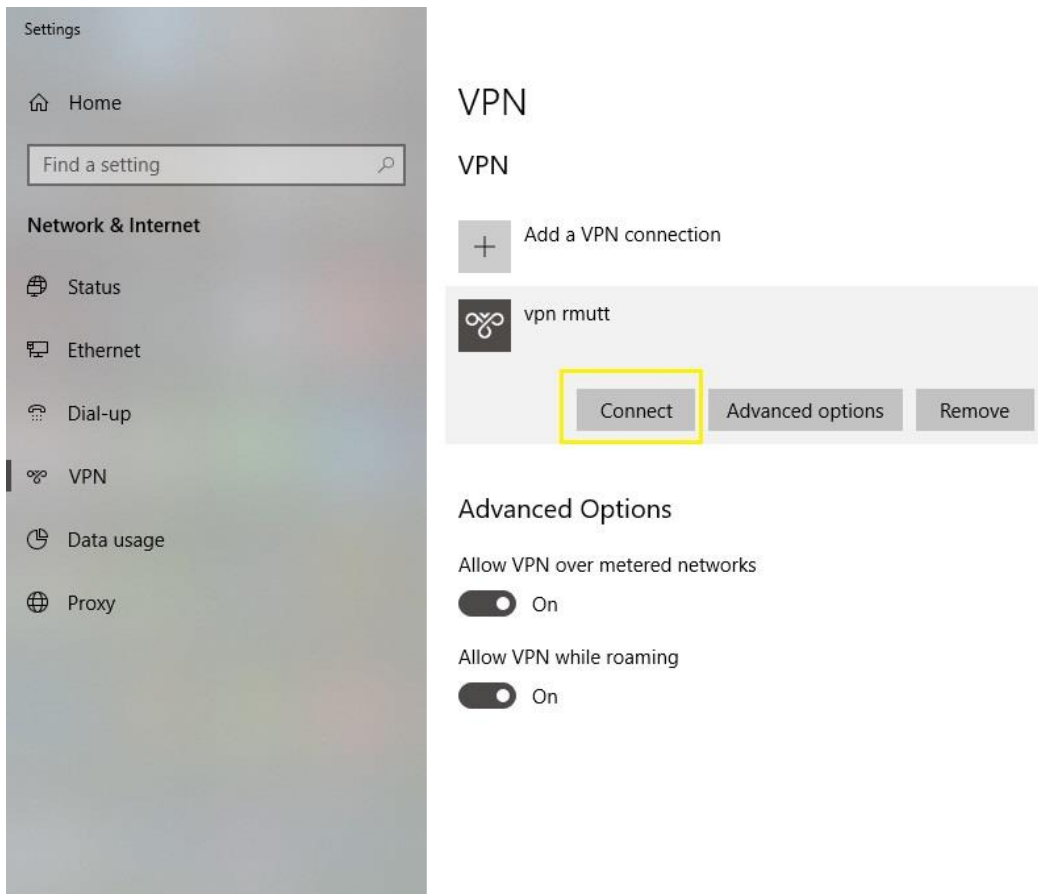 Settings
Home
Find a setting
Network & Internet
Status
Ethernet
Dial-up
VPN
Data usage
Proxy
VPN
VPN
Add a VPN connection
vpn rmutt
Connect
Advanced options
Remove
Advanced Options
Allow VPN over metered networks
On
Allow VPN while roaming
On